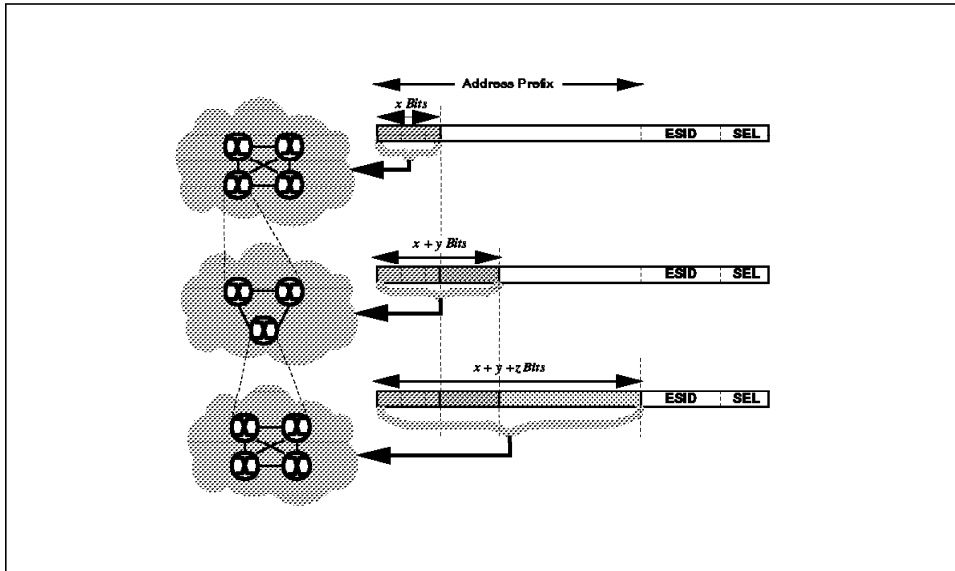 Address Prefix
x Bits
ESID SEL
x + y Bits
ESID SEL
x + y +z Bits
ESID SEL